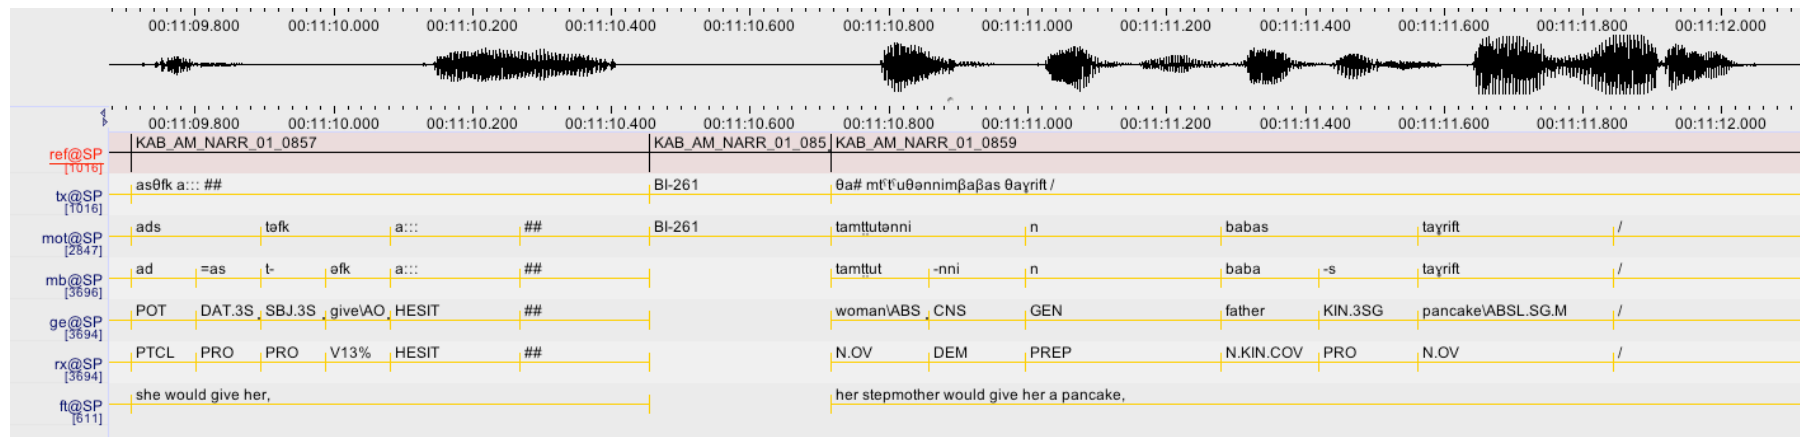 00:11:09.800 00:11:10.000 00:11:10.200 00:11:10.400 00:11:10.600 00:11:10.800 00:11:11.000 00:11:11.200 00:11:11.400 00:11:11.600 00:11:11.800 00:11:12.000
00:11:09.800 00:11:10.000 00:11:10.200 00:11:10.400 00:11:10.600 00:11:10.800 00:11:11.000 00:11:11.200 00:11:11.400 00:11:11.600 00:11:11.800 00:11:12.000
ref@SP [1016] KAB_AM_NARR_01_0857 KAB_AM_NARR_01_085 KAB_AM_NARR_01_0859
tx@SP [1016] asθfk a::: ## BI-261 θa# mtˤtˤuθənnimβaβas θaɣrift /
mot@SP [2847] ads təfk a::: ## BI-261 tamṭṭutənni n babas taɣrift /
mb@SP [3696] ad =as t- əfk a::: ## tamṭṭut -nni n baba -s taɣrift /
ge@SP [3694] POT DAT.3S. SBJ.3S. give\AO. HESIT ## woman\ABS. CNS GEN father KIN.3SG pancake\ABSL.SG.M /
rx@SP [3694] PTCL PRO PRO V13% HESIT ## N.OV DEM PREP N.KIN.COV PRO N.OV /
ft@SP [611] she would give her, her stepmother would give her a pancake,